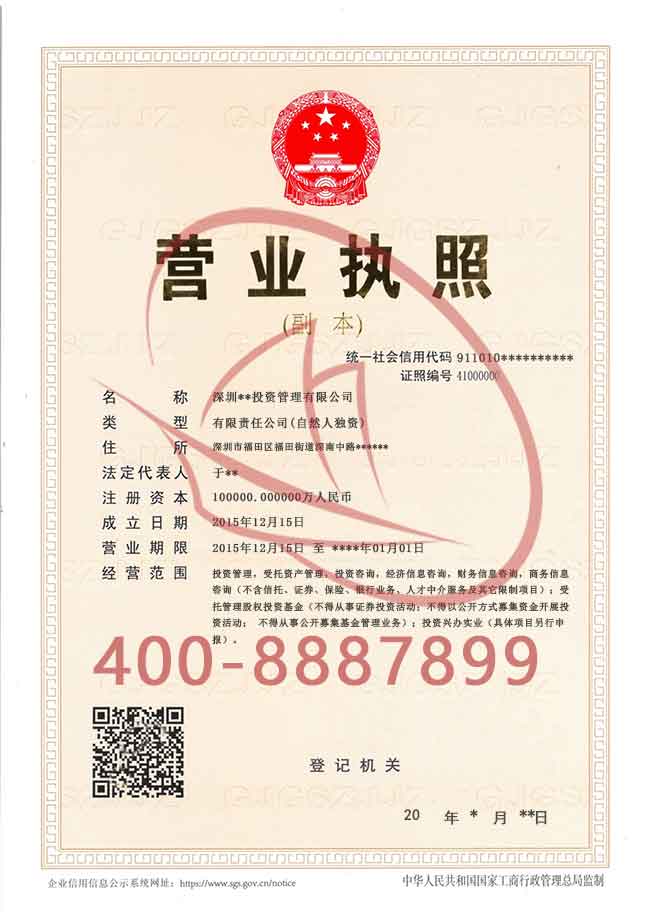 营业执照
(副 本)
统一社会信用代码 911010**********
证照编号 41000000
名 称 深圳**投资管理有限公司
类 型 有限责任公司(自然人独资)
住 所 深圳市福田区福田街道深南中路******
法定代表人 于**
注册资本 100000.000000万人民币
成立日期 2015年12月15日
营业期限 2015年12月15日 至 ****年01月01日
经营范围 投资管理，受托资产管理，投资咨询，经济信息咨询，财务信息咨询，商务信息
咨询（不含信托、证券、保险、银行业务、人才中介服务及其它限制项目）；受
托管理股权投资基金（不得从事证券投资活动；不得以公开方式募集资金开展投
资活动； 不得从事公开募集基金管理业务）；投资兴办实业（具体项目另行申
报）。
400-8887899
登记机关
20 年 * 月 **日
企业信用信息公示系统网址：https://www.sgs.gov.cn/notice
中华人民共和国国家工商行政管理总局监制